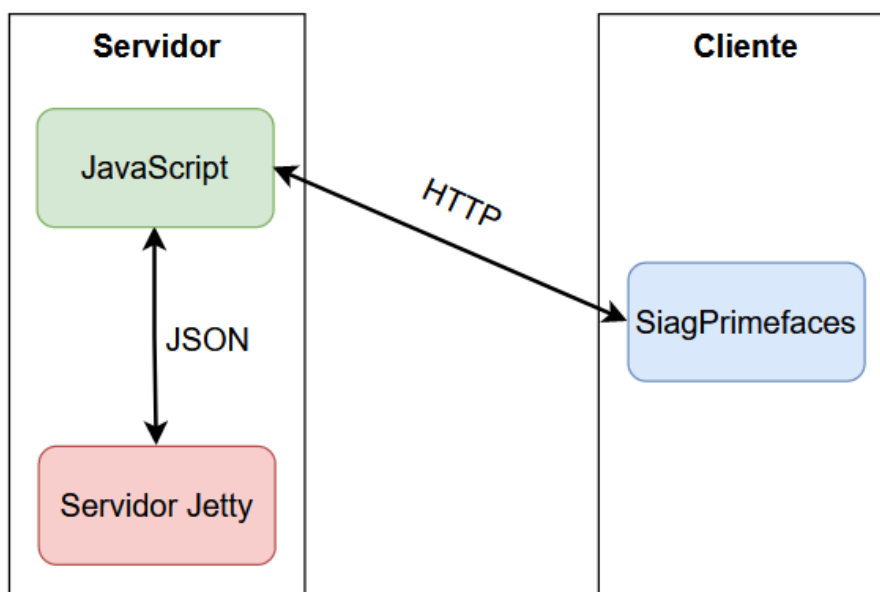 Servidor
Cliente
JavaScript
HTTP
SiagPrimefaces
JSON
Servidor Jetty